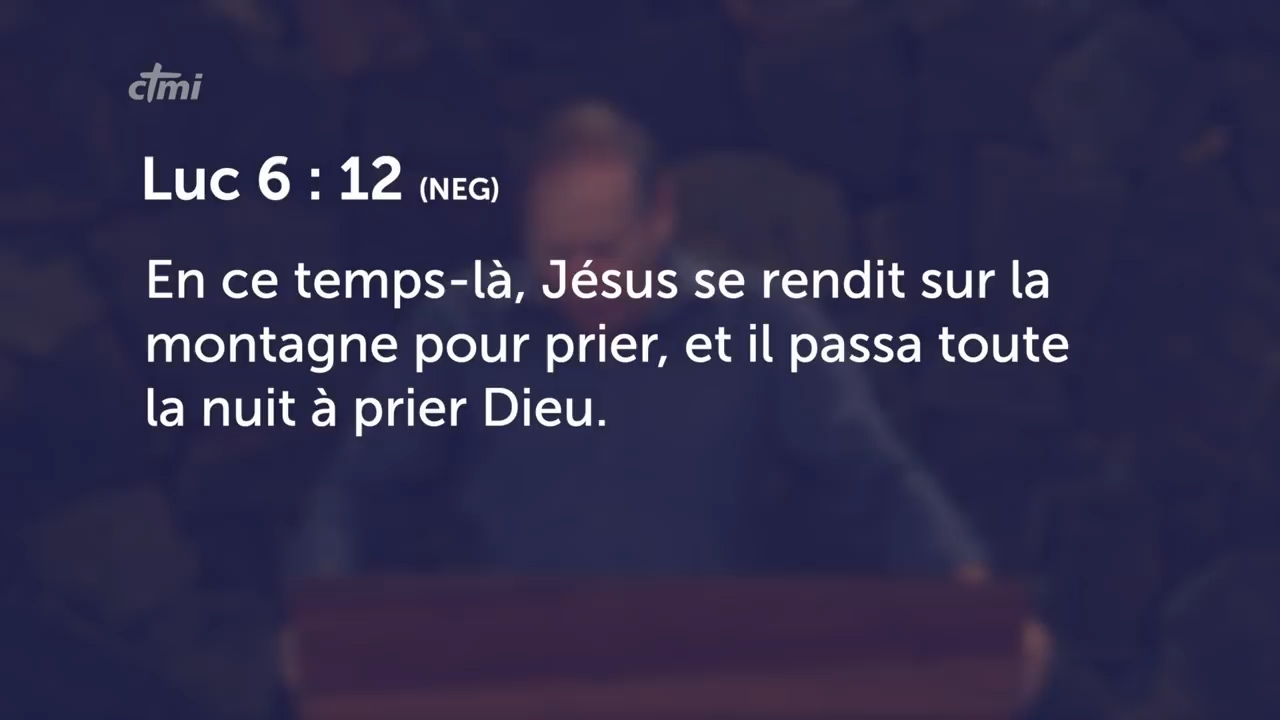 ctmi
Luc 6 : 12 (NEG)
En ce temps-là, Jésus se rendit sur la
montagne pour prier, et il passa toute
la nuit à prier Dieu.